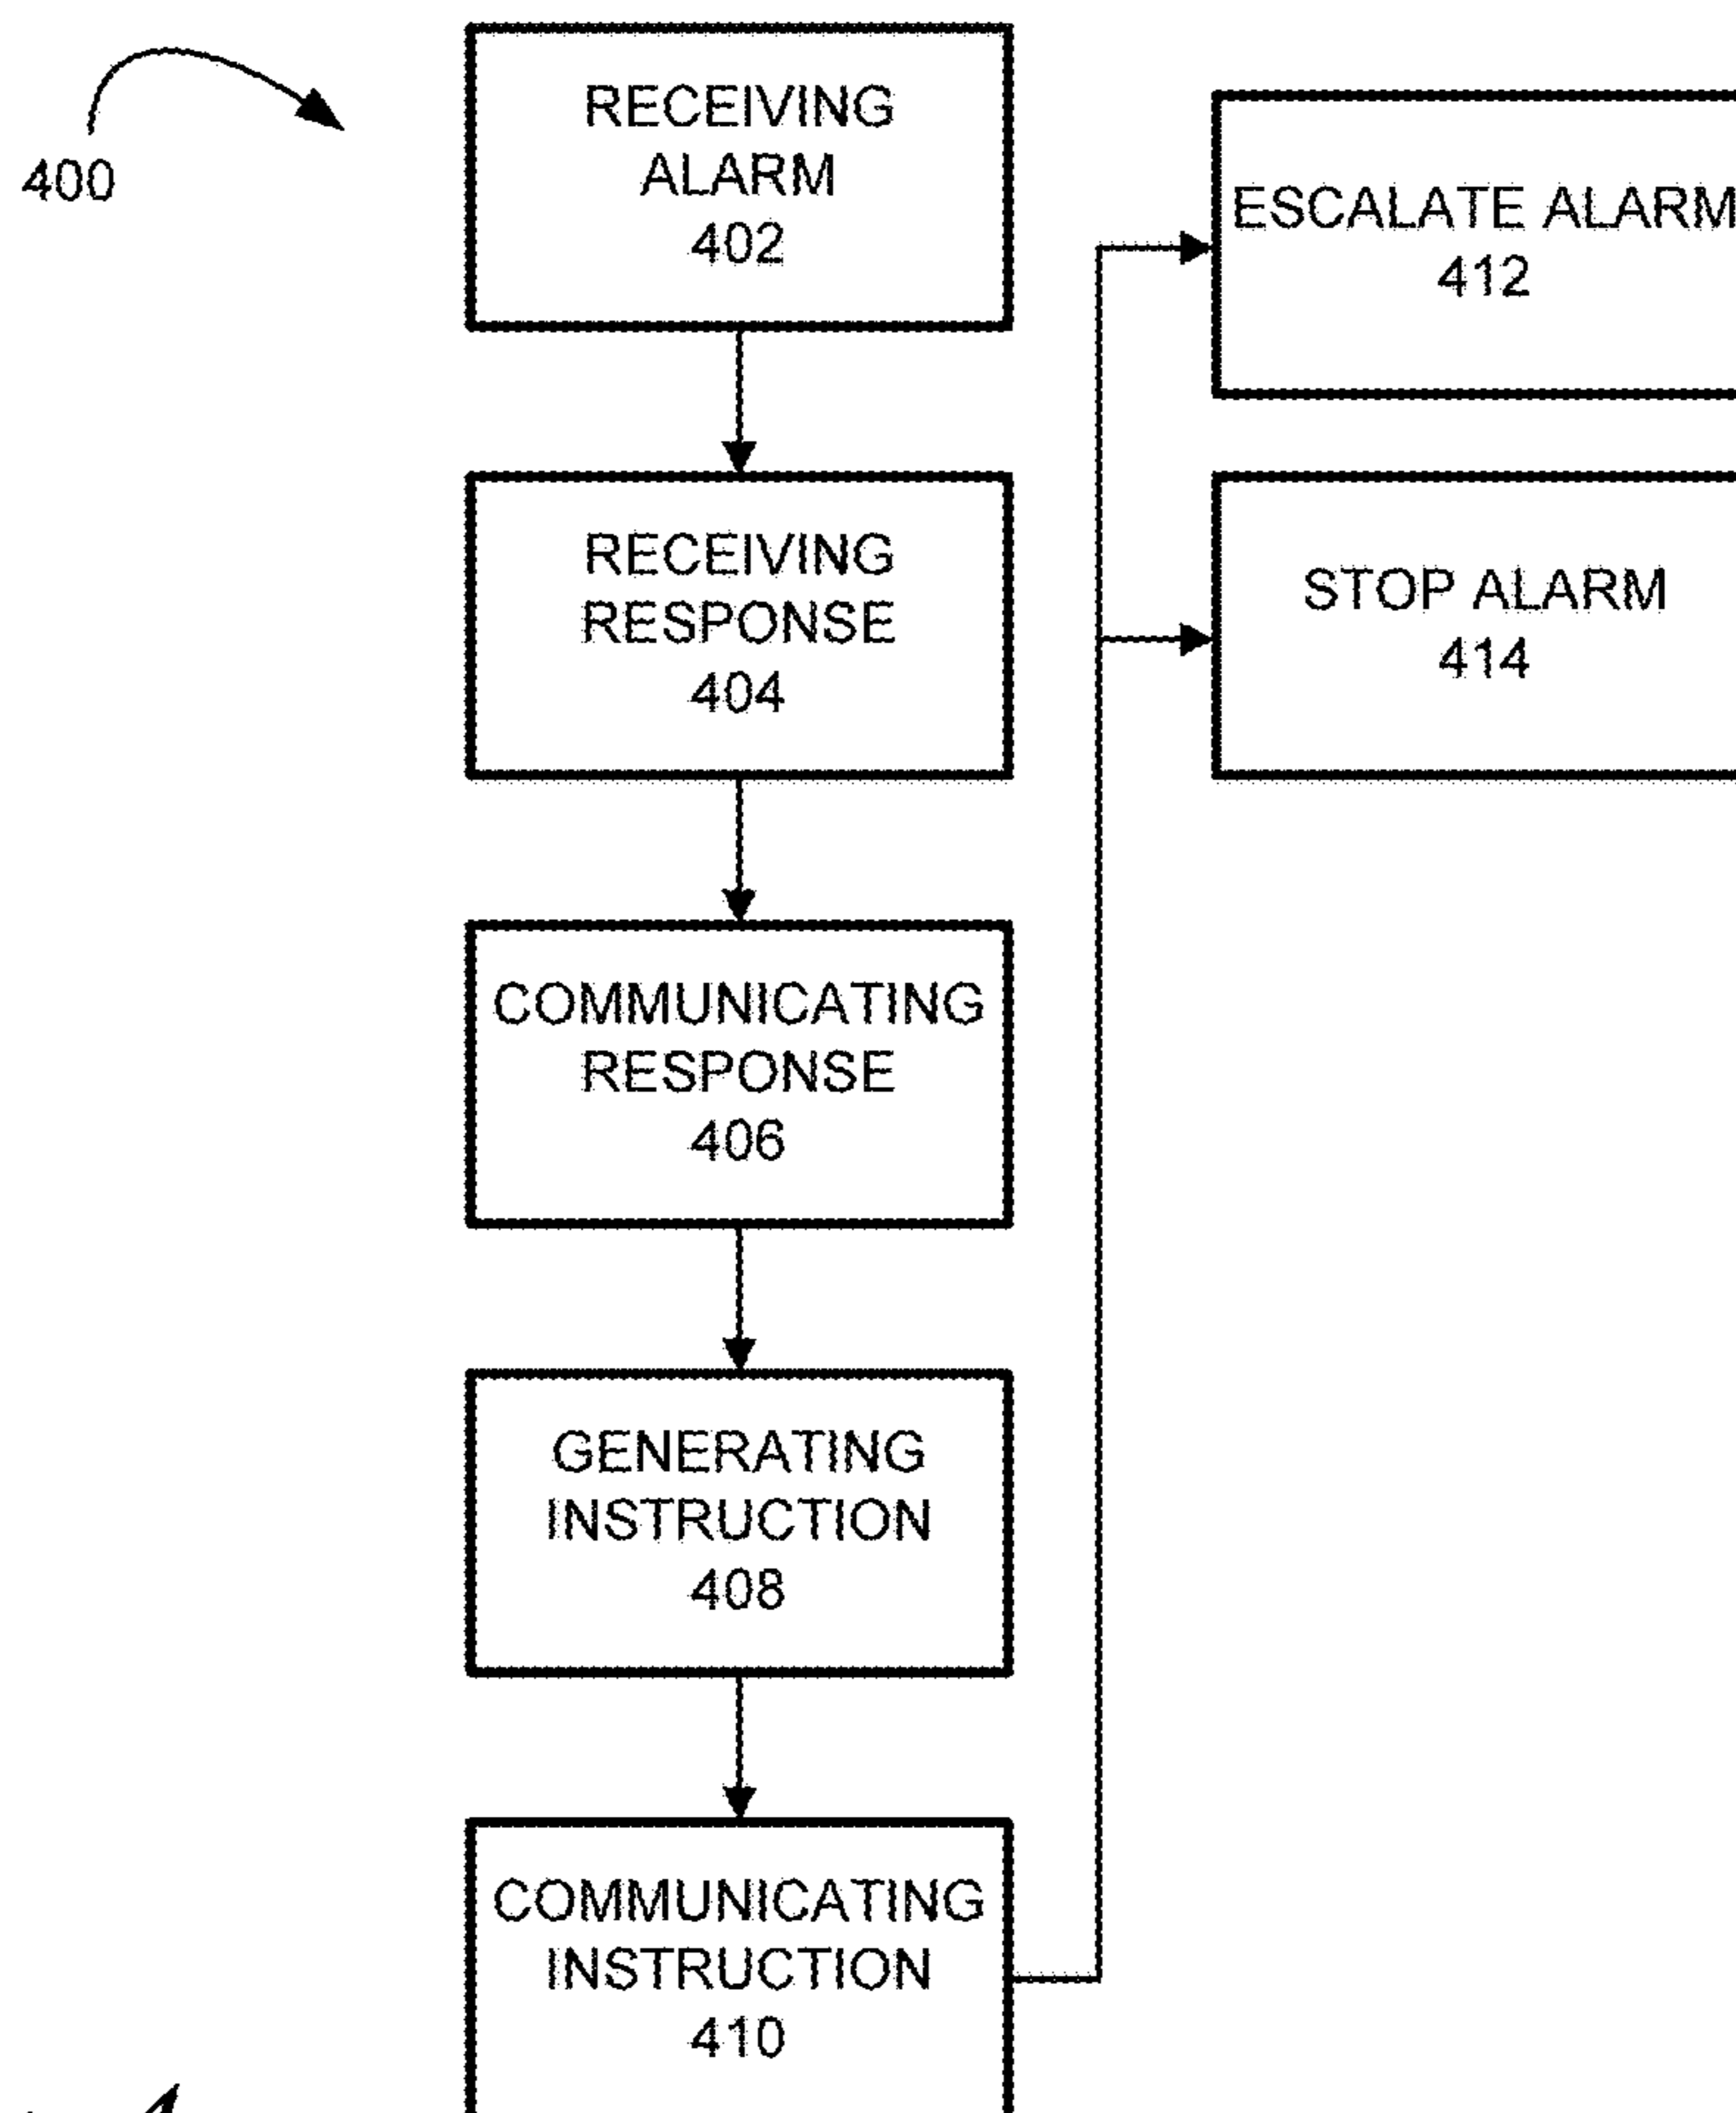 400
RECEIVING
ALARM
402
RECEIVING
RESPONSE
404
COMMUNICATING
RESPONSE
406
GENERATING
INSTRUCTION
408
COMMUNICATING
INSTRUCTION
410
ESCALATE ALARM
412
STOP ALARM
414